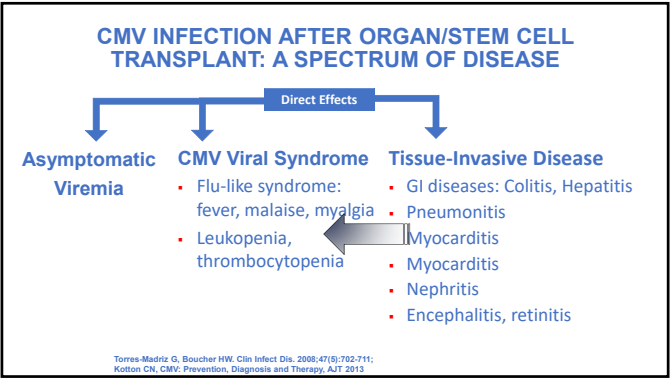 CMV INFECTION AFTER ORGAN/STEM CELL
TRANSPLANT: A SPECTRUM OF DISEASE
Direct Effects
Asymptomatic
Viremia
CMV Viral Syndrome
▪ Flu-like syndrome:
fever, malaise, myalgia
▪ Leukopenia,
thrombocytopenia
Tissue-Invasive Disease
▪ GI diseases: Colitis, Hepatitis
▪ Pneumonitis
▪ Myocarditis
▪ Myocarditis
▪ Nephritis
▪ Encephalitis, retinitis
Torres-Madriz G, Boucher HW. Clin Infect Dis. 2008;47(5):702-711;
Kotton CN, CMV: Prevention, Diagnosis and Therapy, AJT 2013